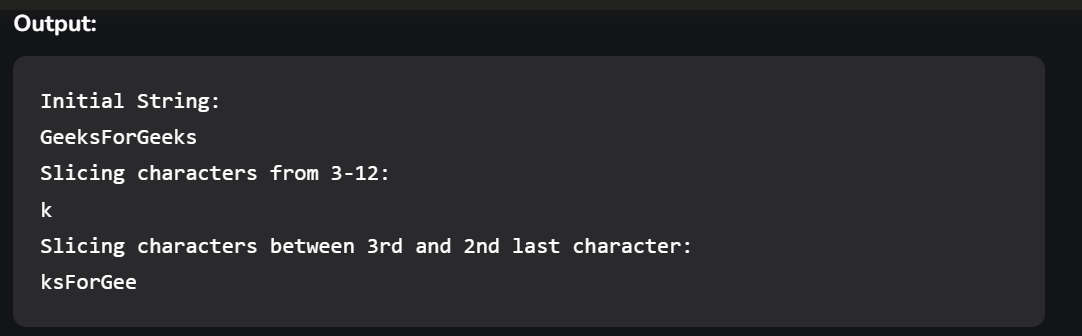 Output:
Initial String:
GeeksForGeeks
Slicing characters from 3-12:
k
Slicing characters between 3rd and 2nd last character:
ksForGee